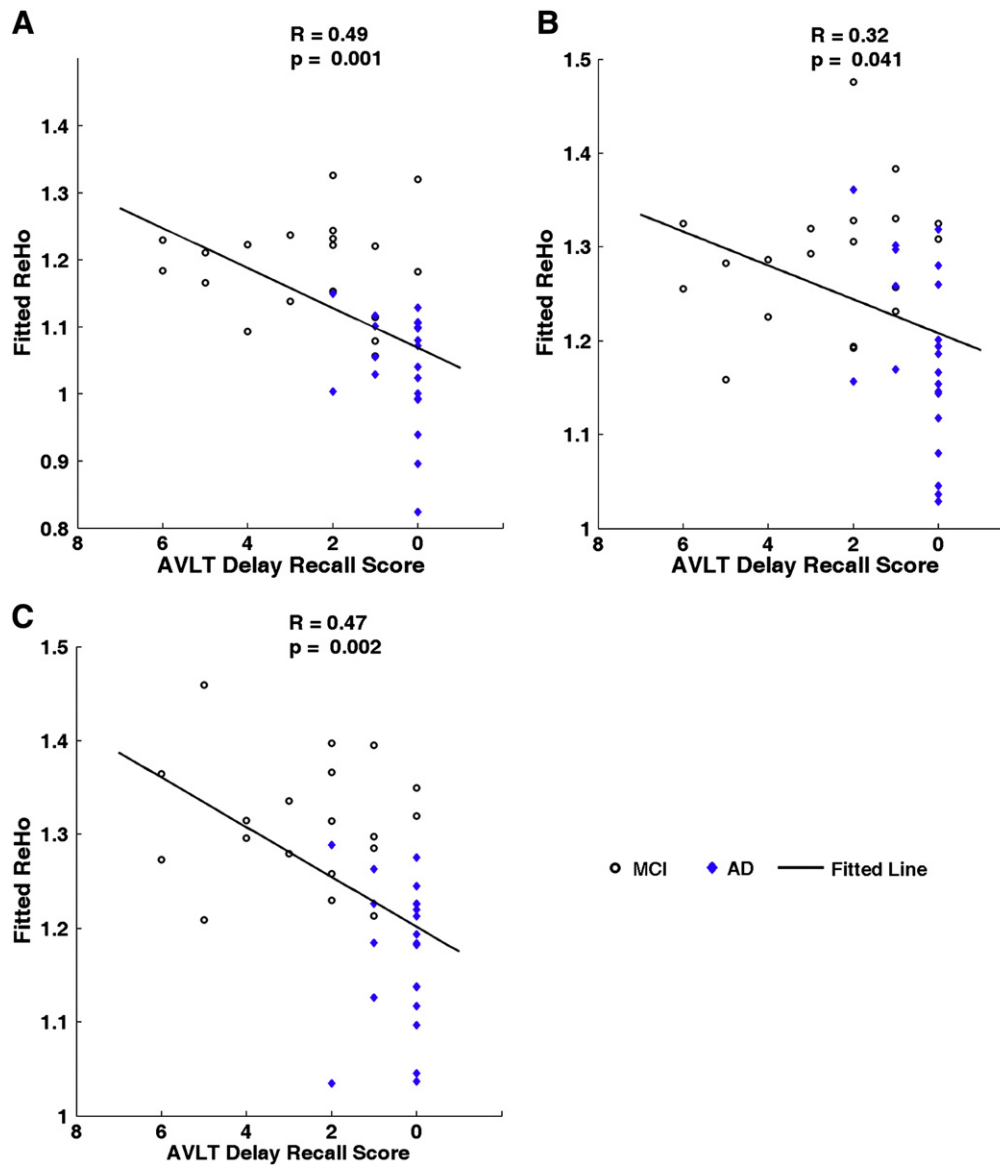 A
R = 0.49
p = 0.001
Fitted ReHo
1.4
1.3
1.2
1.1
1
0.9
0.8
8 6 4 2 0
AVLT Delay Recall Score
B
R = 0.32
p = 0.041
Fitted ReHo
1.5
1.4
1.3
1.2
1.1
1
8 6 4 2 0
AVLT Delay Recall Score
C
R = 0.47
p = 0.002
Fitted ReHo
1.5
1.4
1.3
1.2
1.1
1
8 6 4 2 0
AVLT Delay Recall Score
MCI AD Fitted Line